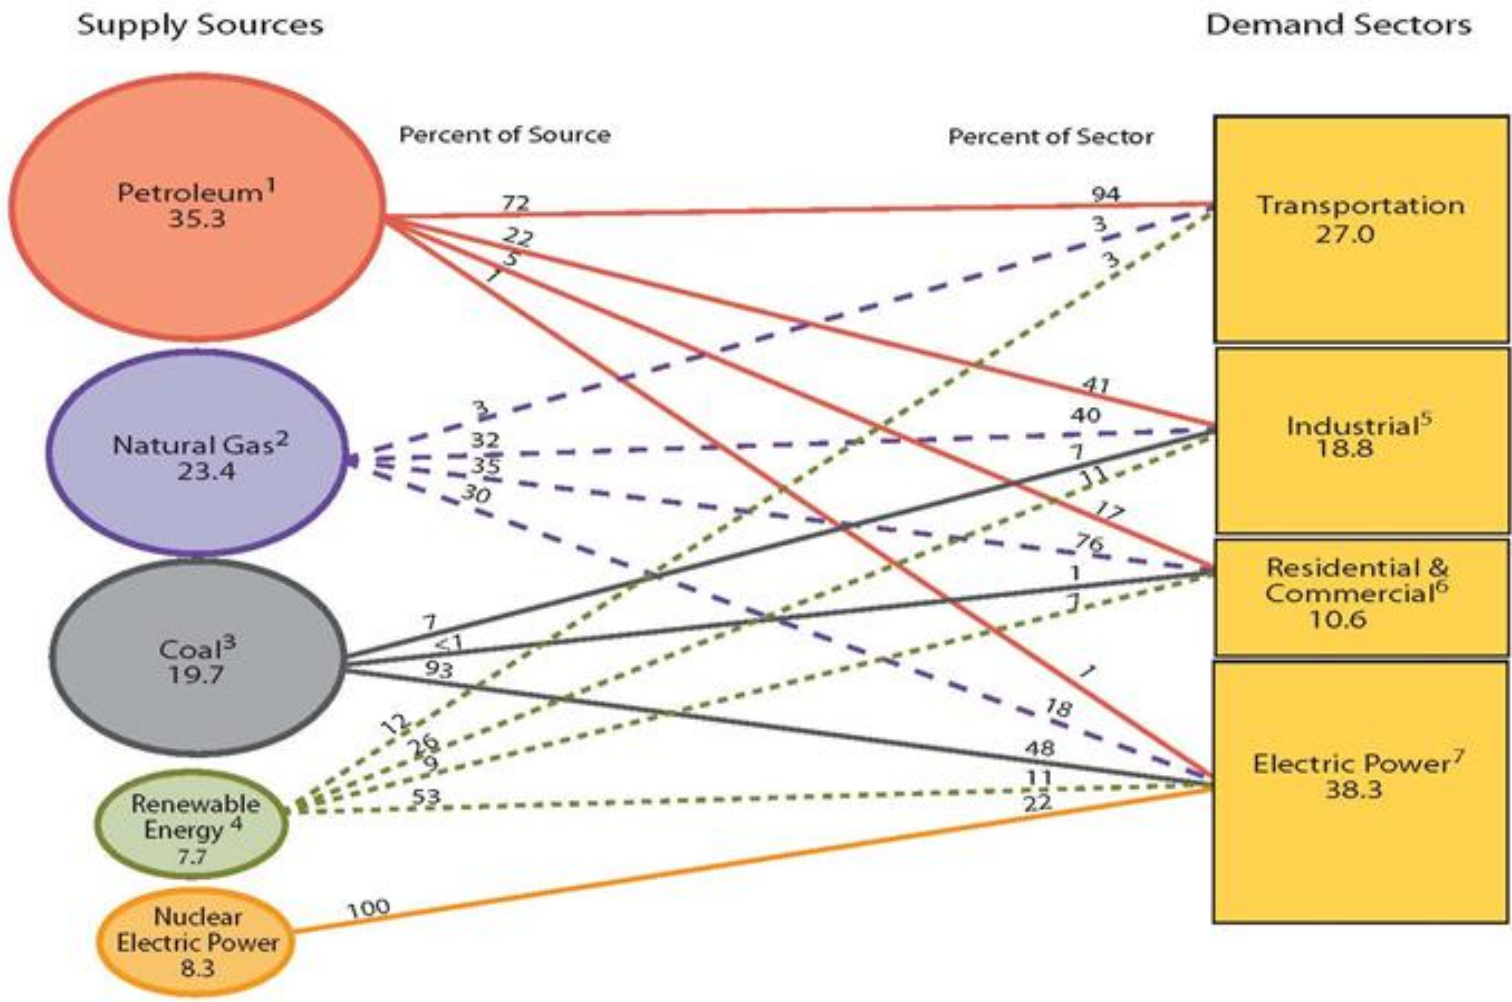 Supply Sources
Demand Sectors
Percent of Source
Percent of Sector
Petroleum¹
35.3
72
22
5
1
Natural Gas²
23.4
3
32
35
30
Coal³
19.7
7
<1
93
Renewable
Energy ⁴
7.7
12
26
9
53
Nuclear
Electric Power
8.3
100
94
3
3
Transportation
27.0
41
40
7
11
Industrial⁵
18.8
17
76
1
7
Residential &
Commercial⁶
10.6
1
18
48
11
22
Electric Power⁷
38.3